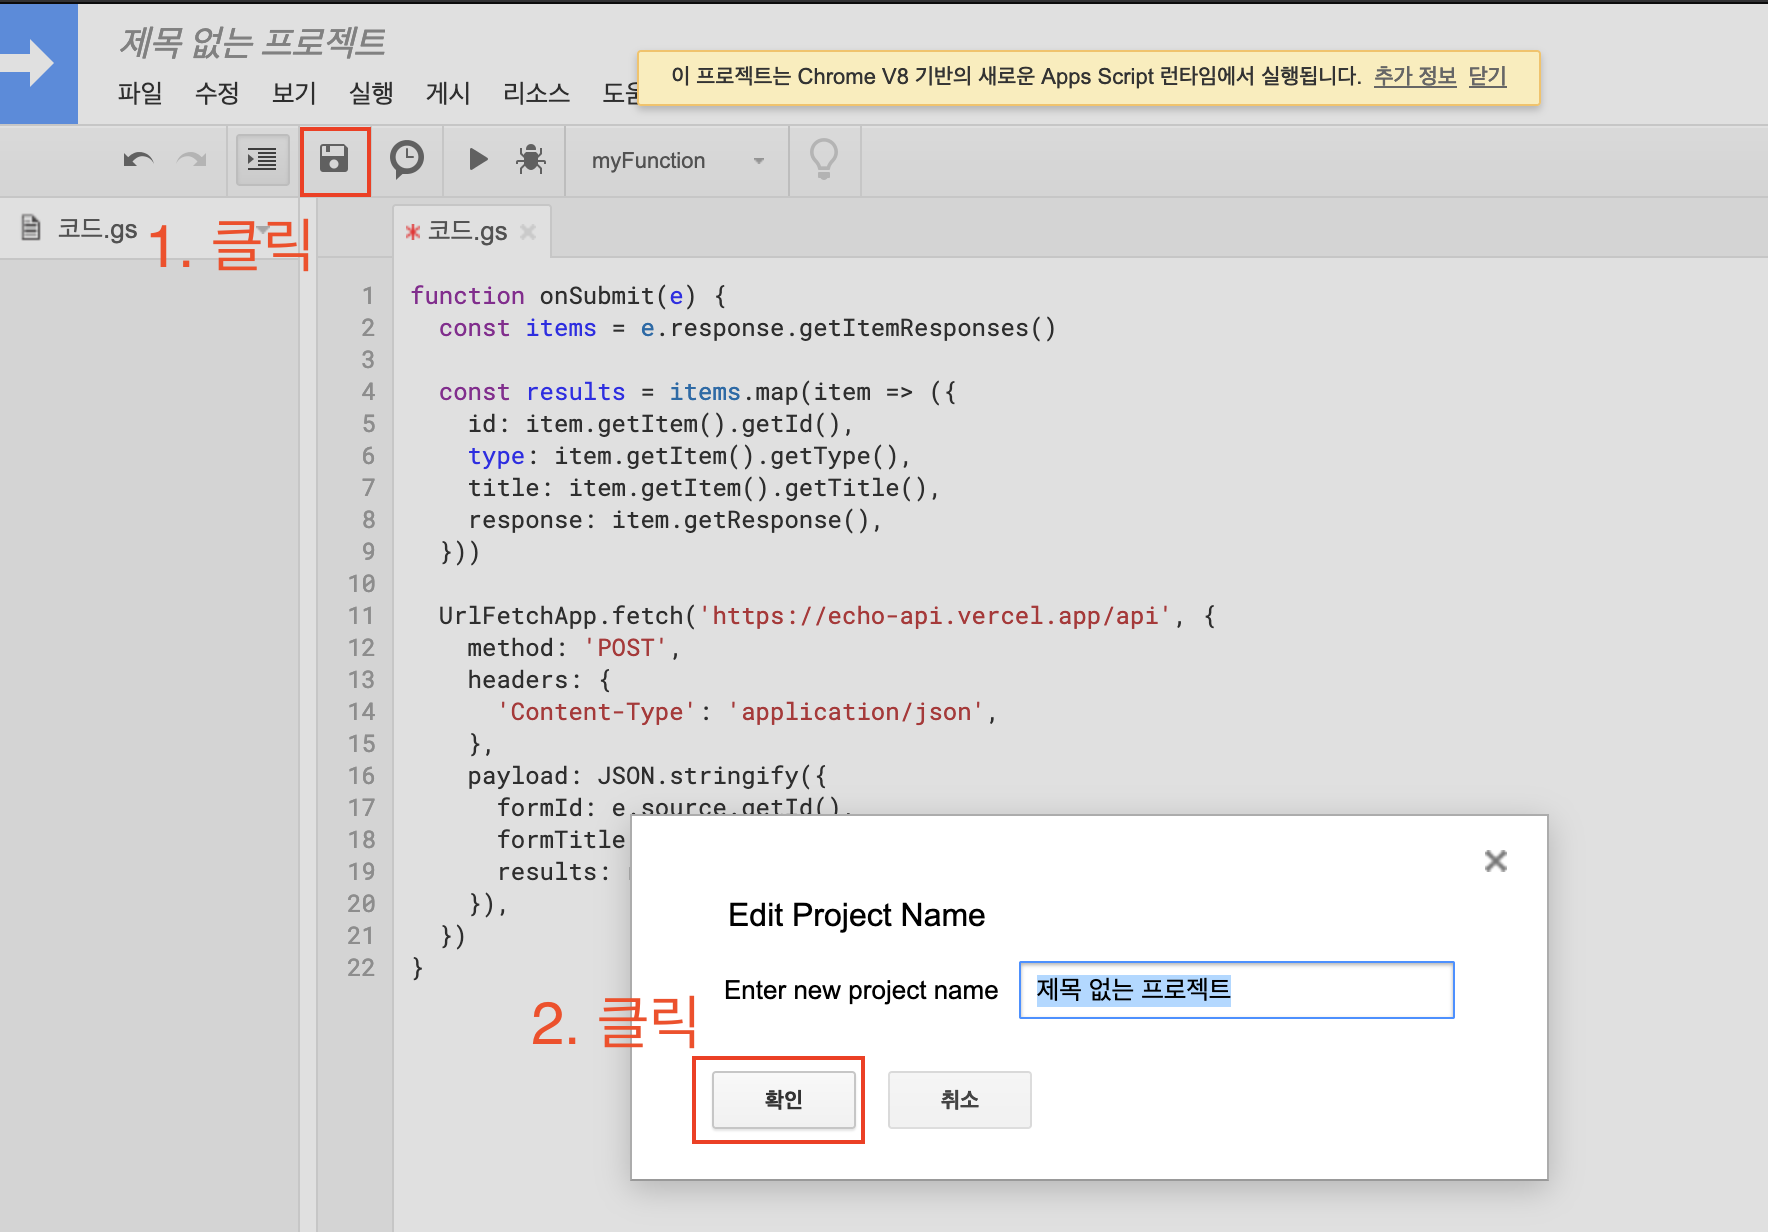 제목 없는 프로젝트
이 프로젝트는 Chrome V8 기반의 새로운 Apps Script 런타임에서 실행됩니다. 추가 정보 닫기
파일 수정 보기 실행 게시 리소스
myFunction
코드.gs
1. 클릭
* 코드.gs
1 function onSubmit(e) {
2 const items = e.response.getItemResponses()
3
4 const results = items.map(item => ({
5 id: item.getItem().getId(),
6 type: item.getItem().getType(),
7 title: item.getItem().getTitle(),
8 response: item.getResponse(),
9 }))
10
11 UrlFetchApp.fetch('https://echo-api.vercel.app/api', {
12 method: 'POST',
13 headers: {
14 'Content-Type': 'application/json',
15 },
16 payload: JSON.stringify({
17 formId: e.source.getId(),
18 formTitle
19 results:
20 }),
21 })
22 }
Edit Project Name
Enter new project name 제목 없는 프로젝트
2. 클릭
확인 취소